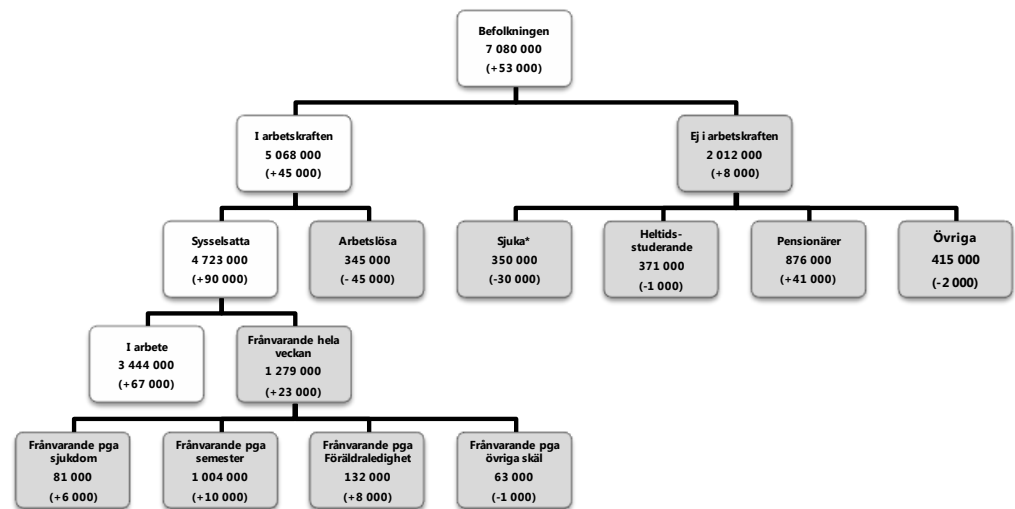 Befolkningen
7 080 000
(+53 000)
I arbetskraften
5 068 000
(+45 000)
Ej i arbetskraften
2 012 000
(+8 000)
Sysselsatta
4 723 000
(+90 000)
Arbetslösa
345 000
(- 45 000)
Sjuka*
350 000
(-30 000)
Heltids-
studerande
371 000
(-1 000)
Pensionärer
876 000
(+41 000)
Övriga
415 000
(-2 000)
I arbete
3 444 000
(+67 000)
Frånvarande hela
veckan
1 279 000
(+23 000)
Frånvarande pga
sjukdom
81 000
(+6 000)
Frånvarande pga
semester
1 004 000
(+10 000)
Frånvarande pga
Föräldraledighet
132 000
(+8 000)
Frånvarande pga
övriga skäl
63 000
(-1 000)